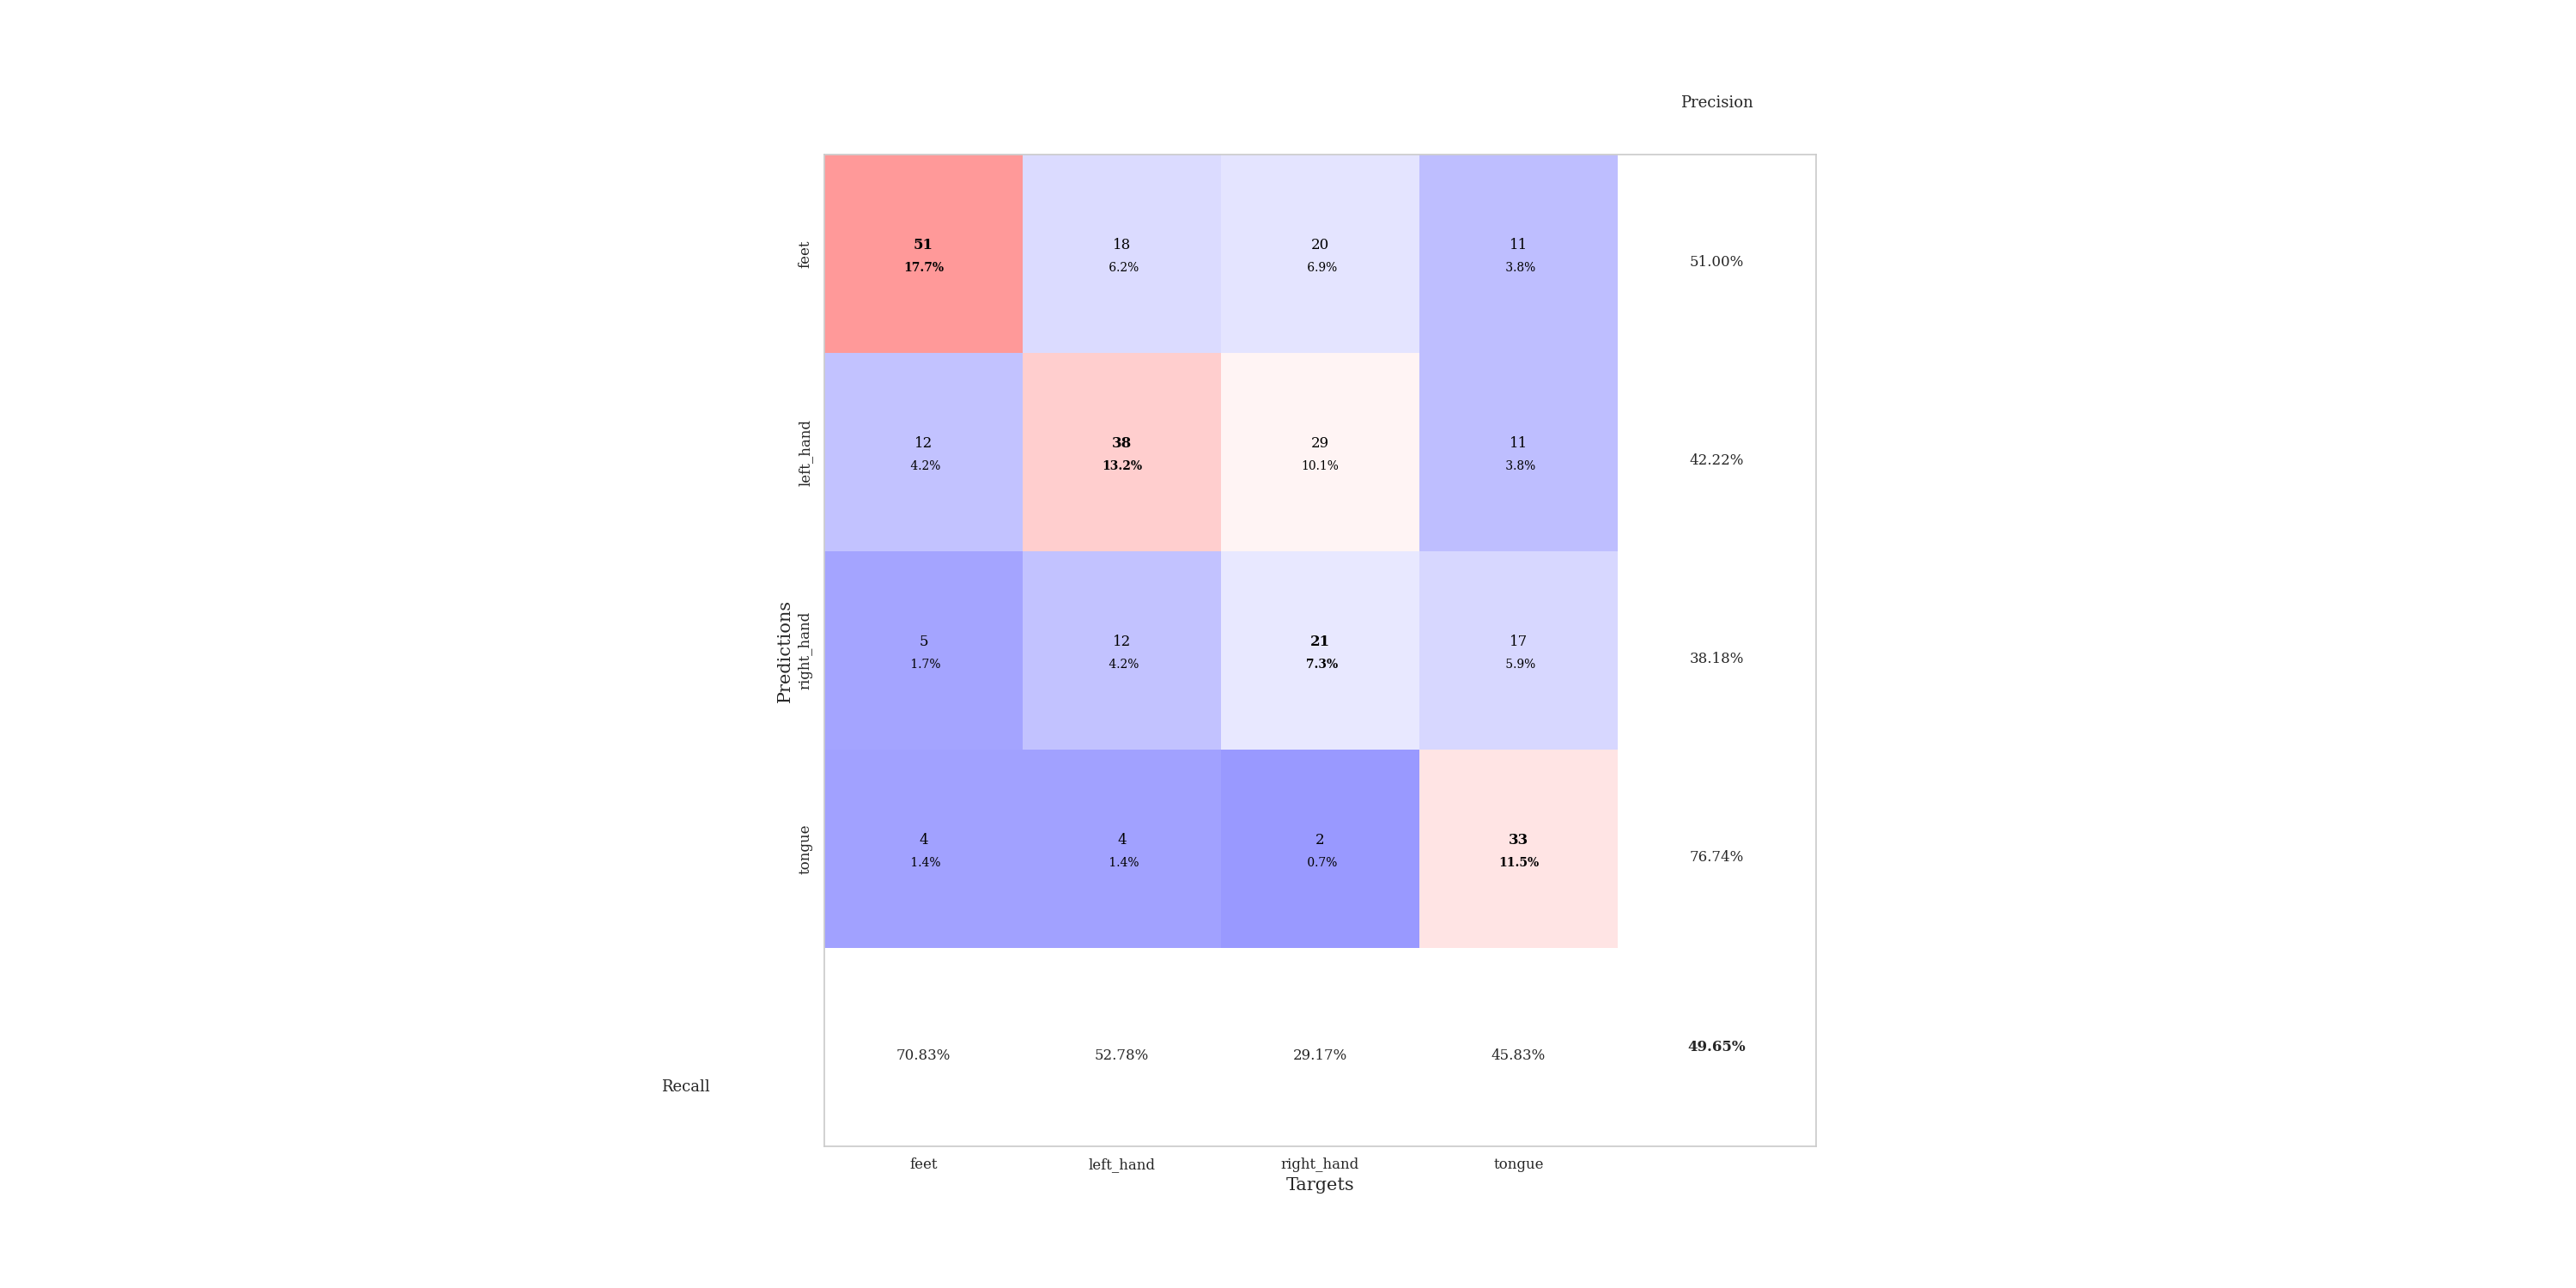 Precision
feet
51 18 20 11
17.7% 6.2% 6.9% 3.8%
51.00%
left_hand
12 38 29 11
4.2% 13.2% 10.1% 3.8%
42.22%
Predictions
right_hand
5 12 21 17
1.7% 4.2% 7.3% 5.9%
38.18%
tongue
4 4 2 33
1.4% 1.4% 0.7% 11.5%
76.74%
70.83% 52.78% 29.17% 45.83% 49.65%
Recall
feet left_hand right_hand tongue
Targets